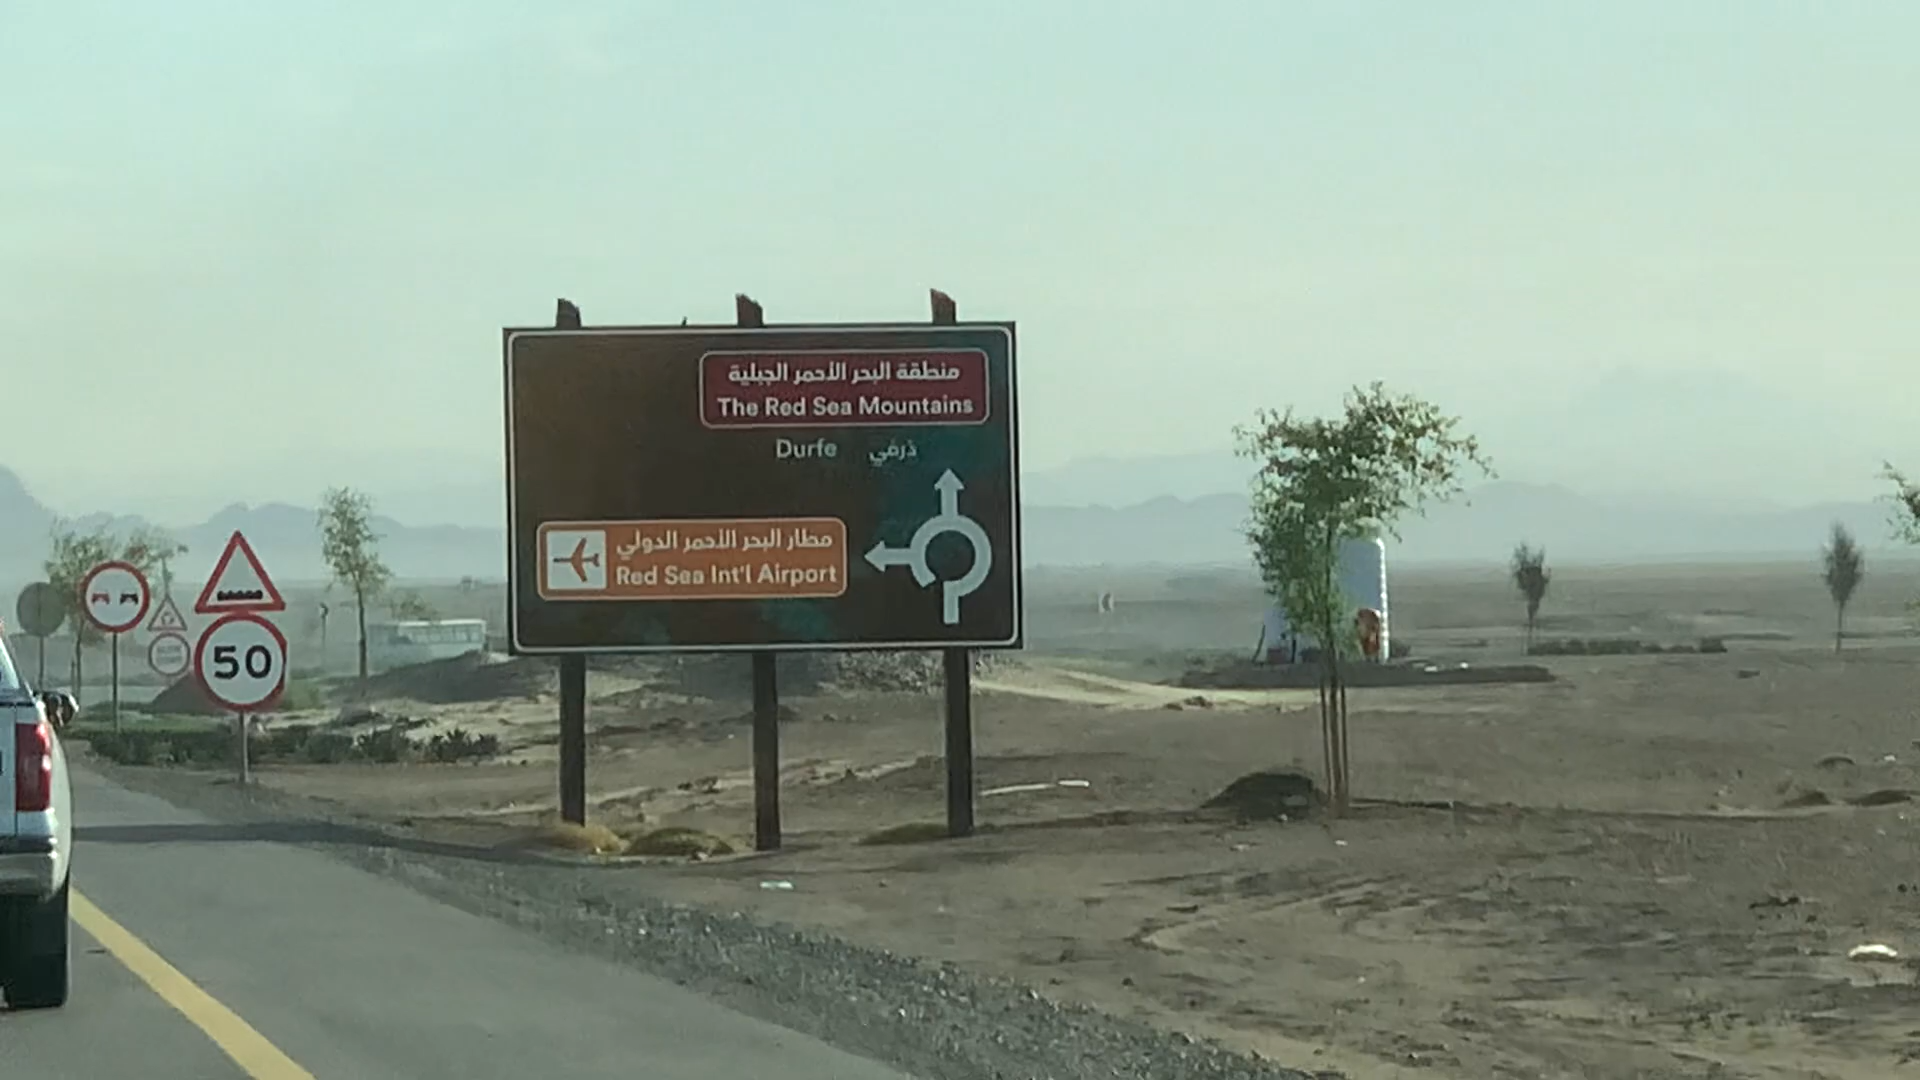 منطقة البحر الأحمر الجبلية
The Red Sea Mountains
Durfe ذرفي
مطار البحر الأحمر الدولي
Red Sea Int'l Airport
50